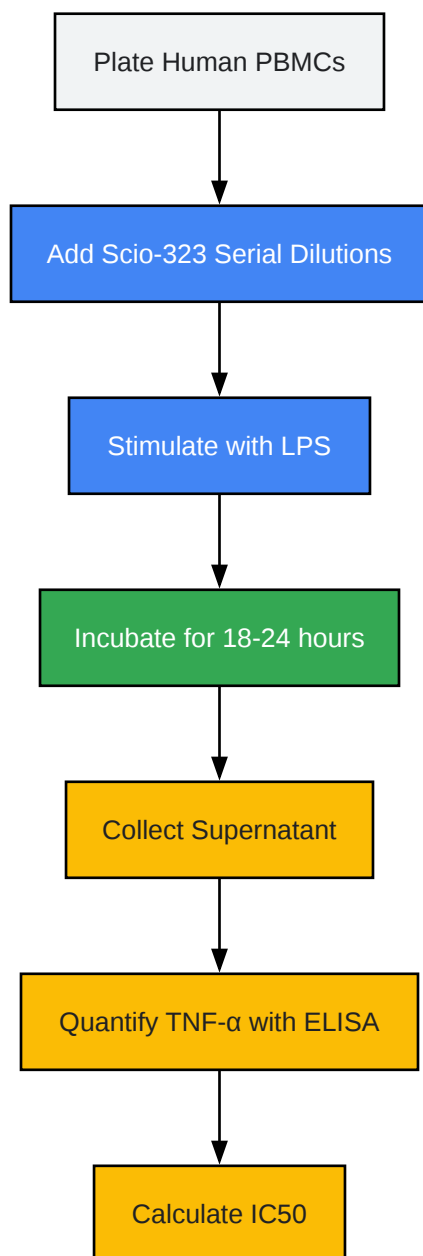 Plate Human PBMCs
Add Scio-323 Serial Dilutions
Stimulate with LPS
Incubate for 18-24 hours
Collect Supernatant
Quantify TNF-α with ELISA
Calculate IC50